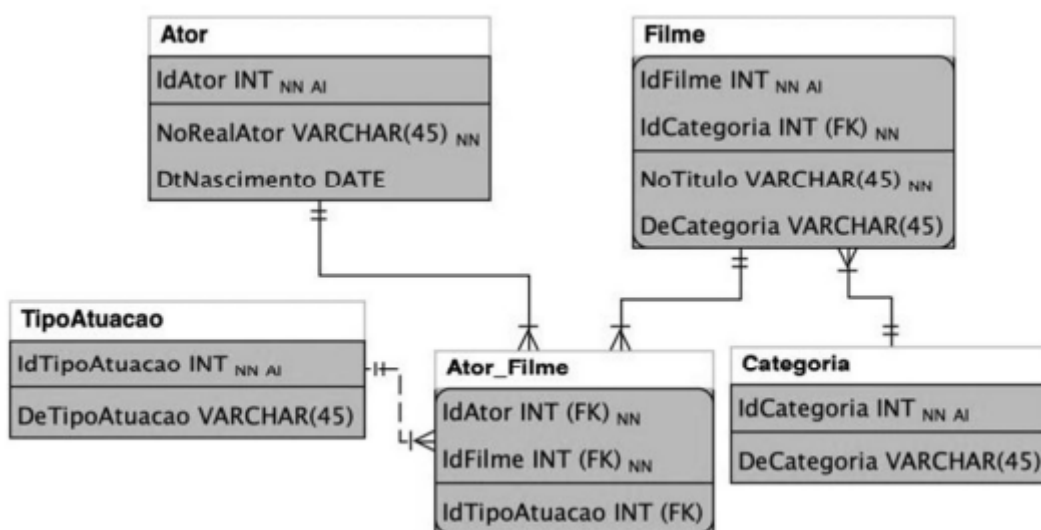 Ator
IdAtor INT NN AI
NoRealAtor VARCHAR(45) NN
DtNascimento DATE
Filme
IdFilme INT NN AI
IdCategoria INT (FK) NN
NoTitulo VARCHAR(45) NN
DeCategoria VARCHAR(45)
TipoAtuacao
IdTipoAtuacao INT NN AI
DeTipoAtuacao VARCHAR(45)
Ator_Filme
IdAtor INT (FK) NN
IdFilme INT (FK) NN
IdTipoAtuacao INT (FK)
Categoria
IdCategoria INT NN AI
DeCategoria VARCHAR(45)